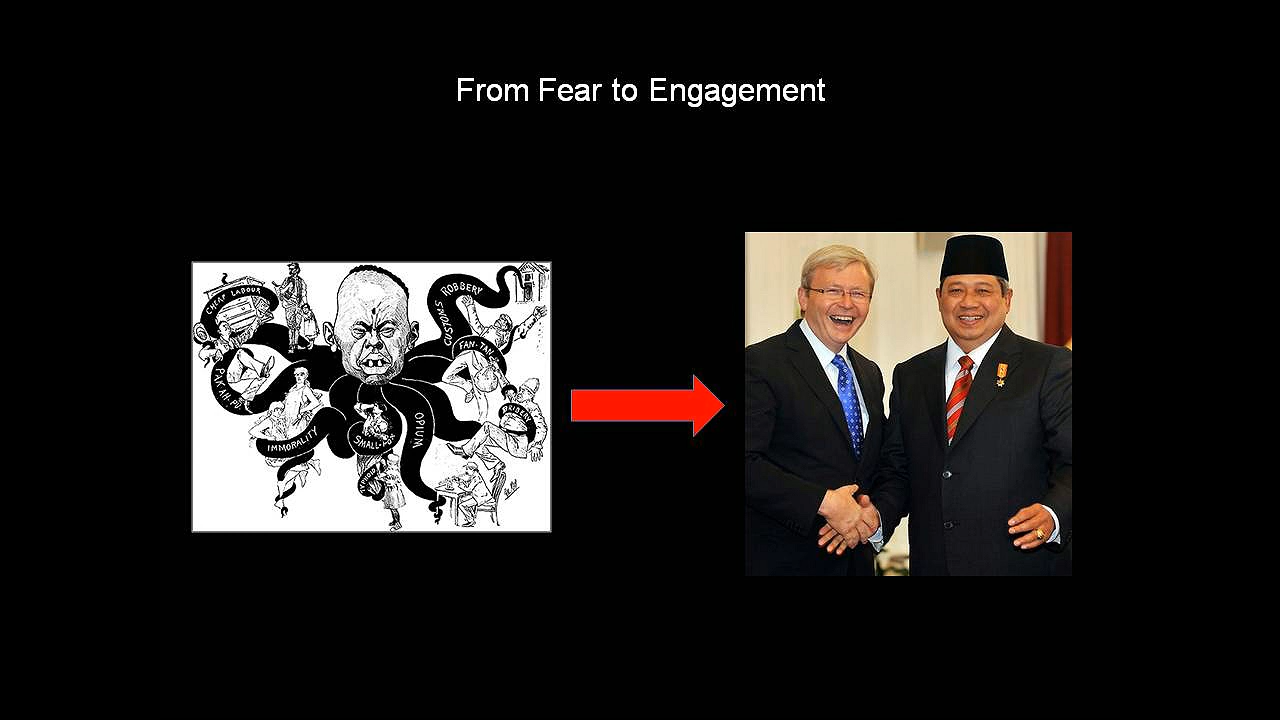 From Fear to Engagement
CHEAP LABOUR
CUSTOMS ROBBERY
FAN-TAN
PAK-AH-PU
BRIBERY
IMMORALITY
SMALL-POX
OPIUM